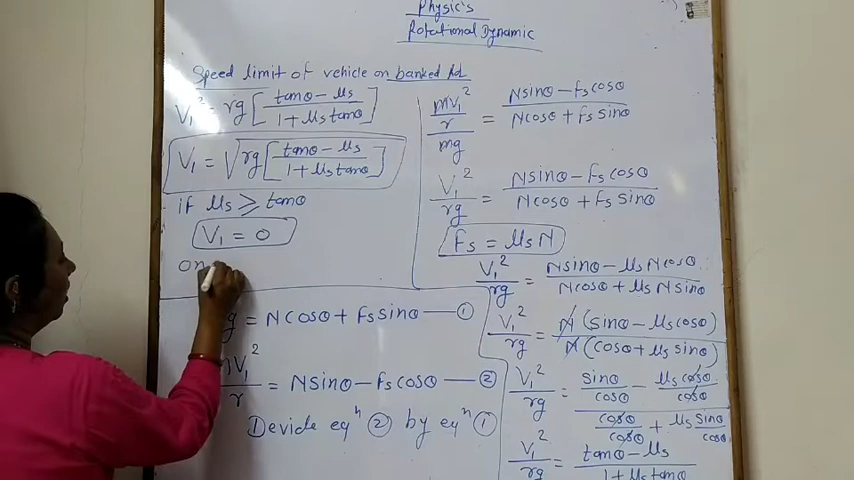 Physic's
Rotational Dynamic
Speed limit of vehicle on banked Rd
V₁² = rg [ (tanθ − μs) / (1 + μs tanθ) ]
V₁ = √( rg [ (tanθ − μs) / (1 + μs tanθ) ] )
if μs ⩾ tanθ
V₁ = 0
on
g = N cosθ + Fs sinθ — ①
mV₁² / r = N sinθ − Fs cosθ — ②
Devide eqⁿ ② by eqⁿ ①
(mV₁² / r) / mg = (N sinθ − Fs cosθ) / (N cosθ + Fs sinθ)
V₁² / rg = (N sinθ − Fs cosθ) / (N cosθ + Fs sinθ)
Fs = μs N
V₁² / rg = (N sinθ − μs N cosθ) / (N cosθ + μs N sinθ)
V₁² / rg = N (sinθ − μs cosθ) / N (cosθ + μs sinθ)
V₁² / rg = (sinθ / cosθ − μs cosθ / cosθ) / (cosθ / cosθ + μs sinθ / cosθ)
V₁² / rg = (tanθ − μs) / (1 + μs tanθ)